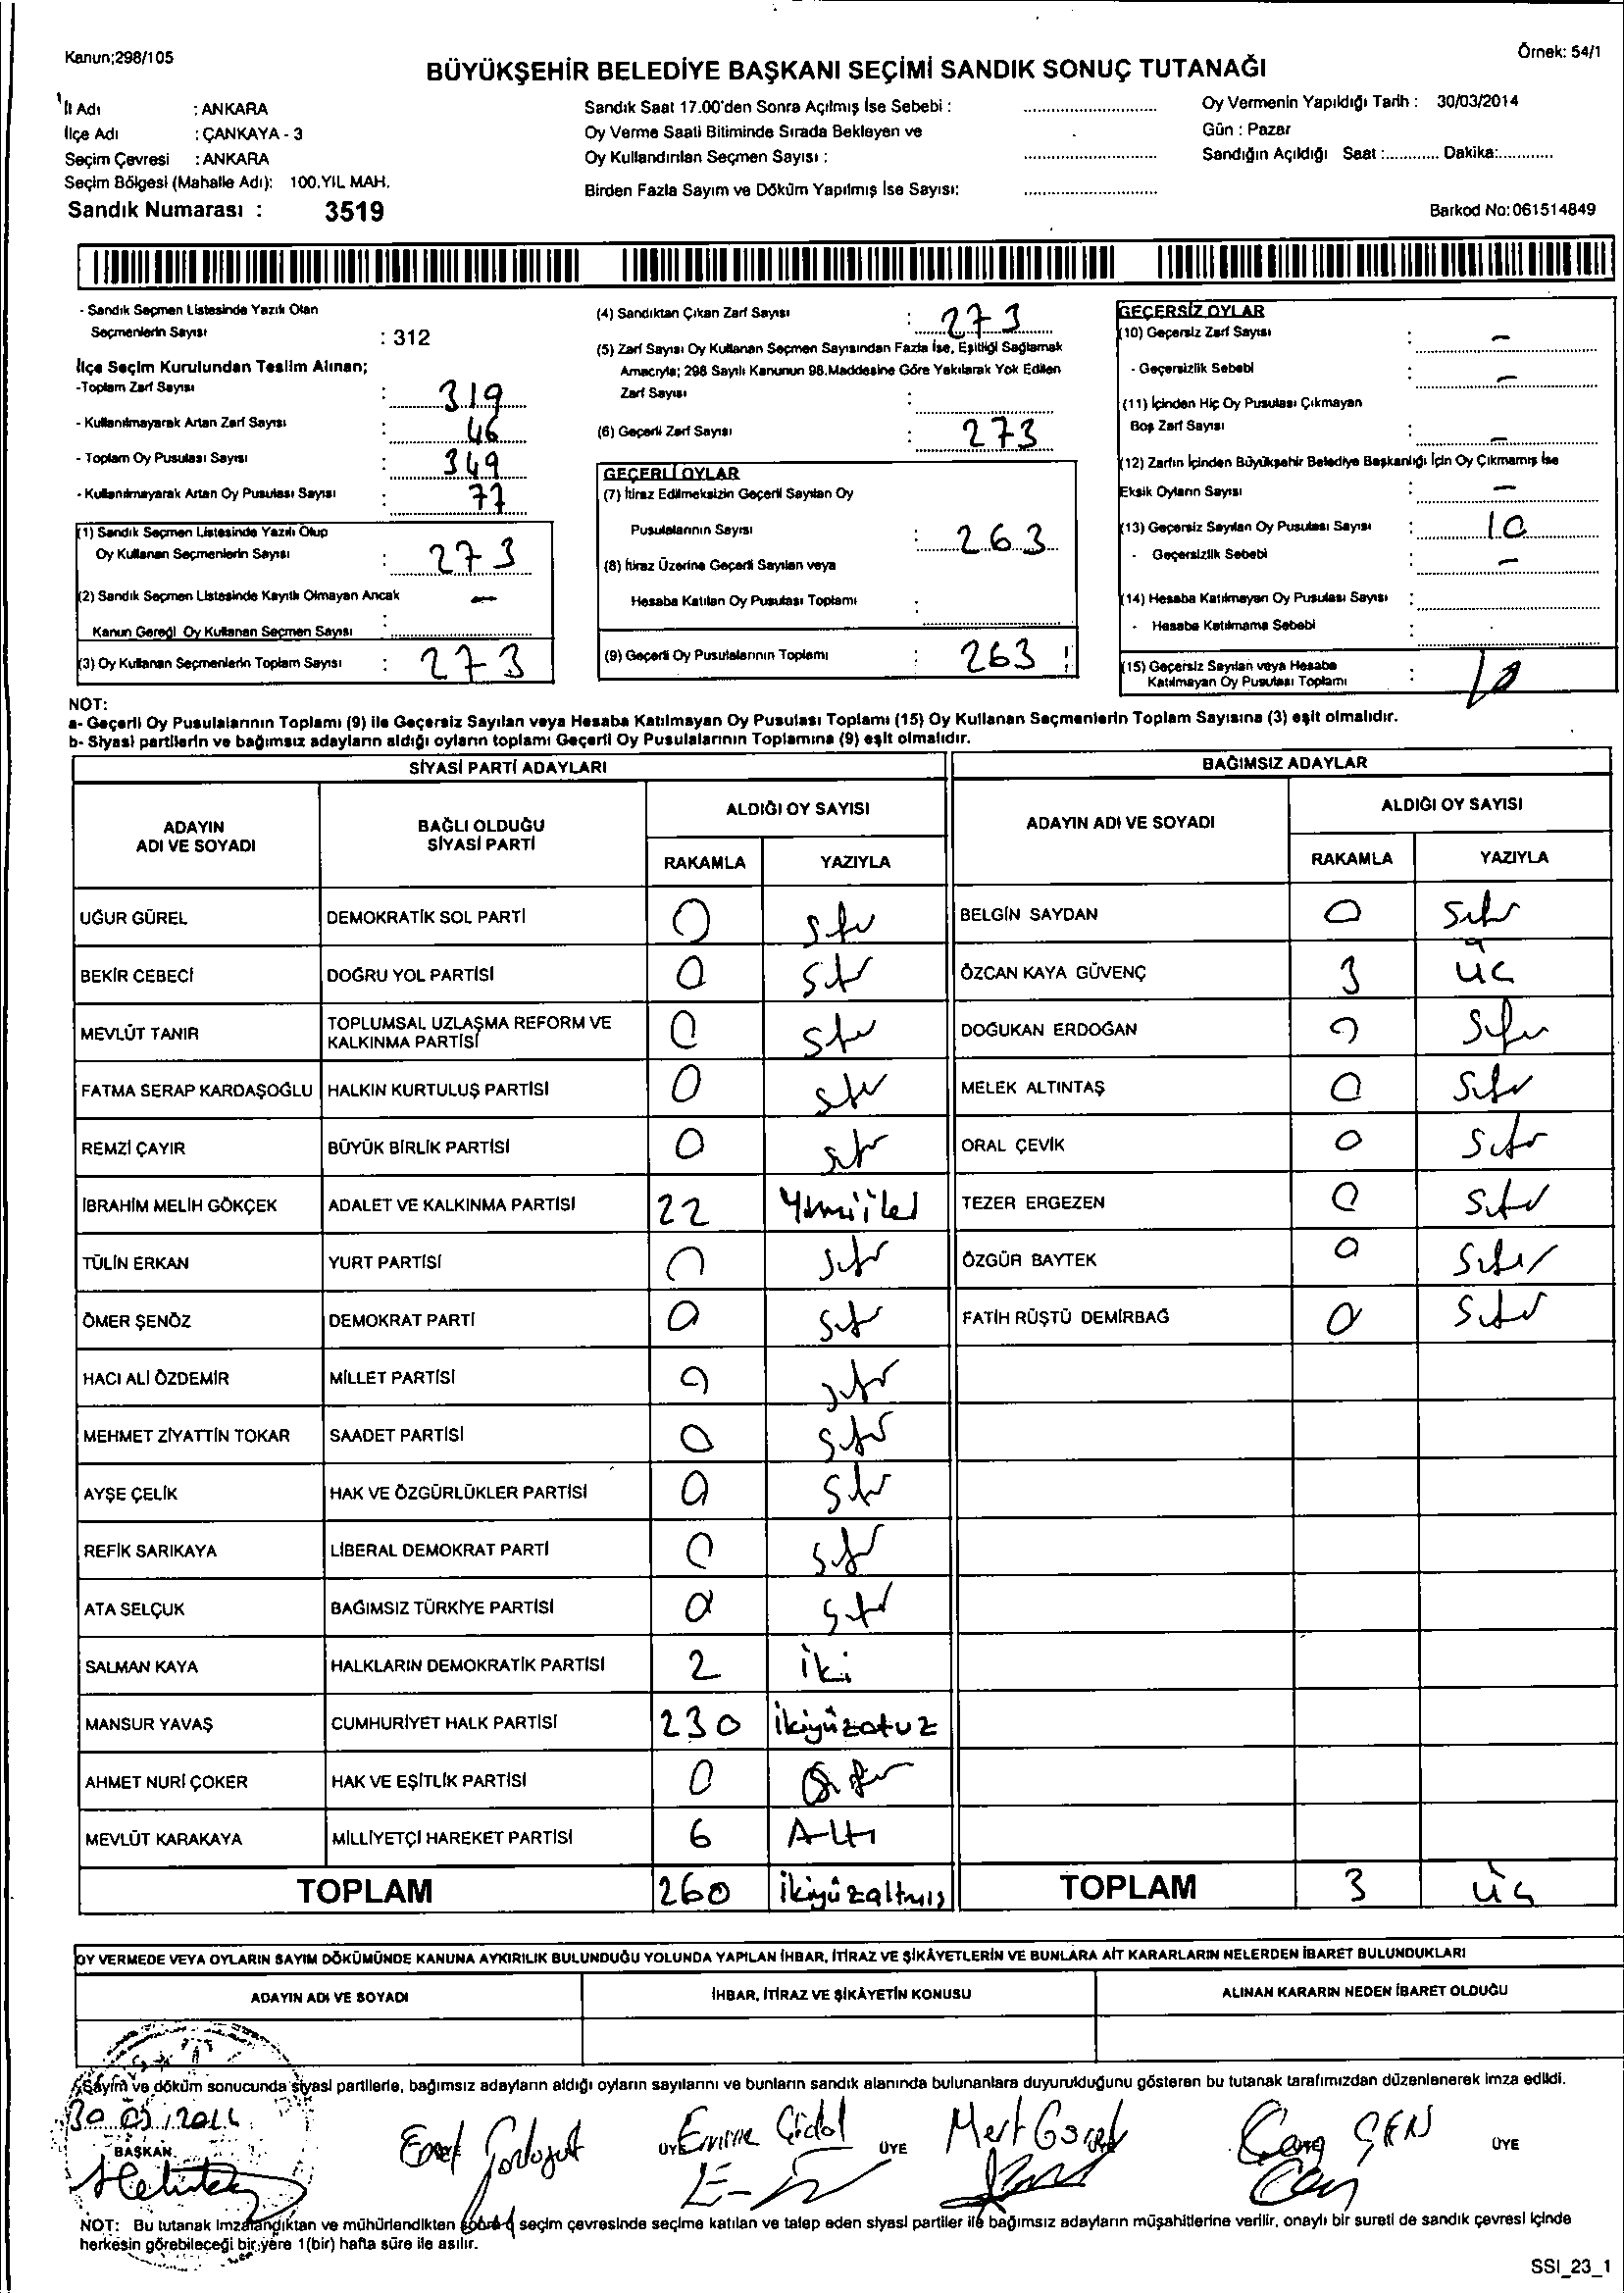 Kanun;298/105
Örnek: 54/1
BÜYÜKŞEHİR BELEDİYE BAŞKANI SEÇİMİ SANDIK SONUÇ TUTANAĞI
İl Adı : ANKARA
İlçe Adı : ÇANKAYA - 3
Seçim Çevresi : ANKARA
Seçim Bölgesi (Mahalle Adı): 100.YIL MAH.
Sandık Numarası : 3519
Sandık Saat 17.00'den Sonra Açılmış İse Sebebi :
Oy Verme Saati Bitiminde Sırada Bekleyen ve
Oy Kullandırılan Seçmen Sayısı :
Birden Fazla Sayım ve Döküm Yapılmış İse Sayısı:
Oy Vermenin Yapıldığı Tarih : 30/03/2014
Gün : Pazar
Sandığın Açıldığı Saat :............ Dakika:............
Barkod No:061514849
- Sandık Seçmen Listesinde Yazılı Olan
Seçmenlerin Sayısı : 312
İlçe Seçim Kurulundan Teslim Alınan;
-Toplam Zarf Sayısı : 319
- Kullanılmayarak Artan Zarf Sayısı : 46
- Toplam Oy Pusulası Sayısı : 349
- Kullanılmayarak Artan Oy Pusulası Sayısı : 77
(1) Sandık Seçmen Listesinde Yazılı Olup
Oy Kullanan Seçmenlerin Sayısı : 273
(2) Sandık Seçmen Listesinde Kayıtlı Olmayan Ancak
Kanun Gereği Oy Kullanan Seçmen Sayısı : -
(3) Oy Kullanan Seçmenlerin Toplam Sayısı : 273
(4) Sandıktan Çıkan Zarf Sayısı : 273
(5) Zarf Sayısı Oy Kullanan Seçmen Sayısından Fazla İse, Eşitliği Sağlamak
Amacıyla; 298 Sayılı Kanunun 98.Maddesine Göre Yakılarak Yok Edilen
Zarf Sayısı :
(6) Geçerli Zarf Sayısı : 273
GEÇERLİ OYLAR
(7) İtiraz Edilmeksizin Geçerli Sayılan Oy
Pusulalarının Sayısı : 263
(8) İtiraz Üzerine Geçerli Sayılan veya
Hesaba Katılan Oy Pusulası Toplamı :
(9) Geçerli Oy Pusulalarının Toplamı : 263
GEÇERSİZ OYLAR
(10) Geçersiz Zarf Sayısı : -
- Geçersizlik Sebebi : -
(11) İçinden Hiç Oy Pusulası Çıkmayan
Boş Zarf Sayısı : -
(12) Zarfın İçinden Büyükşehir Belediye Başkanlığı İçin Oy Çıkmamış İse
Eksik Oyların Sayısı : -
(13) Geçersiz Sayılan Oy Pusulası Sayısı : 10
- Geçersizlik Sebebi : -
(14) Hesaba Katılmayan Oy Pusulası Sayısı :
- Hesaba Katılmama Sebebi :
(15) Geçersiz Sayılan veya Hesaba
Katılmayan Oy Pusulası Toplamı : 10
NOT:
a- Geçerli Oy Pusulalarının Toplamı (9) ile Geçersiz Sayılan veya Hesaba Katılmayan Oy Pusulası Toplamı (15) Oy Kullanan Seçmenlerin Toplam Sayısına (3) eşit olmalıdır.
b- Siyasi partilerin ve bağımsız adayların aldığı oyların toplamı Geçerli Oy Pusulalarının Toplamına (9) eşit olmalıdır.
SİYASİ PARTİ ADAYLARI
ADAYIN ADI VE SOYADI
BAĞLI OLDUĞU SİYASİ PARTİ
ALDIĞI OY SAYISI
RAKAMLA YAZIYLA
UĞUR GÜREL DEMOKRATİK SOL PARTİ 0 sıfır
BEKİR CEBECİ DOĞRU YOL PARTİSİ 0 sıfır
MEVLÜT TANIR TOPLUMSAL UZLAŞMA REFORM VE KALKINMA PARTİSİ 0 sıfır
FATMA SERAP KARDAŞOĞLU HALKIN KURTULUŞ PARTİSİ 0 sıfır
REMZİ ÇAYIR BÜYÜK BİRLİK PARTİSİ 0 sıfır
İBRAHİM MELİH GÖKÇEK ADALET VE KALKINMA PARTİSİ 22 Yirmiiki
TÜLİN ERKAN YURT PARTİSİ 0 sıfır
ÖMER ŞENÖZ DEMOKRAT PARTİ 0 sıfır
HACI ALİ ÖZDEMİR MİLLET PARTİSİ 0 sıfır
MEHMET ZİYATTİN TOKAR SAADET PARTİSİ 0 sıfır
AYŞE ÇELİK HAK VE ÖZGÜRLÜKLER PARTİSİ 0 sıfır
REFİK SARIKAYA LİBERAL DEMOKRAT PARTİ 0 sıfır
ATA SELÇUK BAĞIMSIZ TÜRKİYE PARTİSİ 0 sıfır
SALMAN KAYA HALKLARIN DEMOKRATİK PARTİSİ 2 iki
MANSUR YAVAŞ CUMHURİYET HALK PARTİSİ 230 ikiyüzotuz
AHMET NURİ ÇOKER HAK VE EŞİTLİK PARTİSİ 0 sıfır
MEVLÜT KARAKAYA MİLLİYETÇİ HAREKET PARTİSİ 6 Altı
TOPLAM 260 ikiyüzaltmış
BAĞIMSIZ ADAYLAR
ADAYIN ADI VE SOYADI
ALDIĞI OY SAYISI
RAKAMLA YAZIYLA
BELGİN SAYDAN 0 sıfır
ÖZCAN KAYA GÜVENÇ 3 üç
DOĞUKAN ERDOĞAN 0 sıfır
MELEK ALTINTAŞ 0 sıfır
ORAL ÇEVİK 0 sıfır
TEZER ERGEZEN 0 sıfır
ÖZGÜR BAYTEK 0 sıfır
FATİH RÜŞTÜ DEMİRBAĞ 0 sıfır
TOPLAM 3 üç
OY VERMEDE VEYA OYLARIN SAYIM DÖKÜMÜNDE KANUNA AYKIRILIK BULUNDUĞU YOLUNDA YAPILAN İHBAR, İTİRAZ VE ŞİKÂYETLERİN VE BUNLARA AİT KARARLARIN NELERDEN İBARET BULUNDUKLARI
ADAYIN ADI VE SOYADI
İHBAR, İTİRAZ VE ŞİKÂYETİN KONUSU
ALINAN KARARIN NEDEN İBARET OLDUĞU
Sayım ve döküm sonucunda siyasi partilerle, bağımsız adayların aldığı oyların sayılarını ve bunların sandık alanında bulunanlara duyurulduğunu gösteren bu tutanak tarafımızdan düzenlenerek imza edildi.
30 03 2014
BAŞKAN
ÜYE Emine
ÜYE Mert
ÜYE
ÜYE
NOT: Bu tutanak imzalandıktan ve mühürlendikten sonra o seçim çevresinde seçime katılan ve talep eden siyasi partiler ile bağımsız adayların müşahitlerine verilir, onaylı bir sureti de sandık çevresi içinde
herkesin görebileceği bir yere 1(bir) hafta süre ile asılır.
SSI_23_1